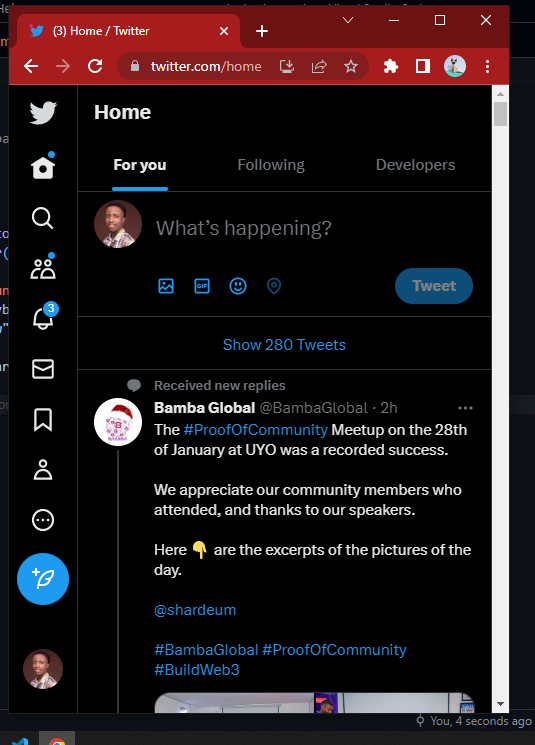 (3) Home / Twitter
twitter.com/home
Home
For you
Following
Developers
What's happening?
GIF
Tweet
3
Show 280 Tweets
Received new replies
Bamba Global @BambaGlobal · 2h
The #ProofOfCommunity Meetup on the 28th
of January at UYO was a recorded success.
We appreciate our community members who
attended, and thanks to our speakers.
Here 👇 are the excerpts of the pictures of the
day.
@shardeum
#BambaGlobal #ProofOfCommunity
#BuildWeb3
You, 4 seconds ago